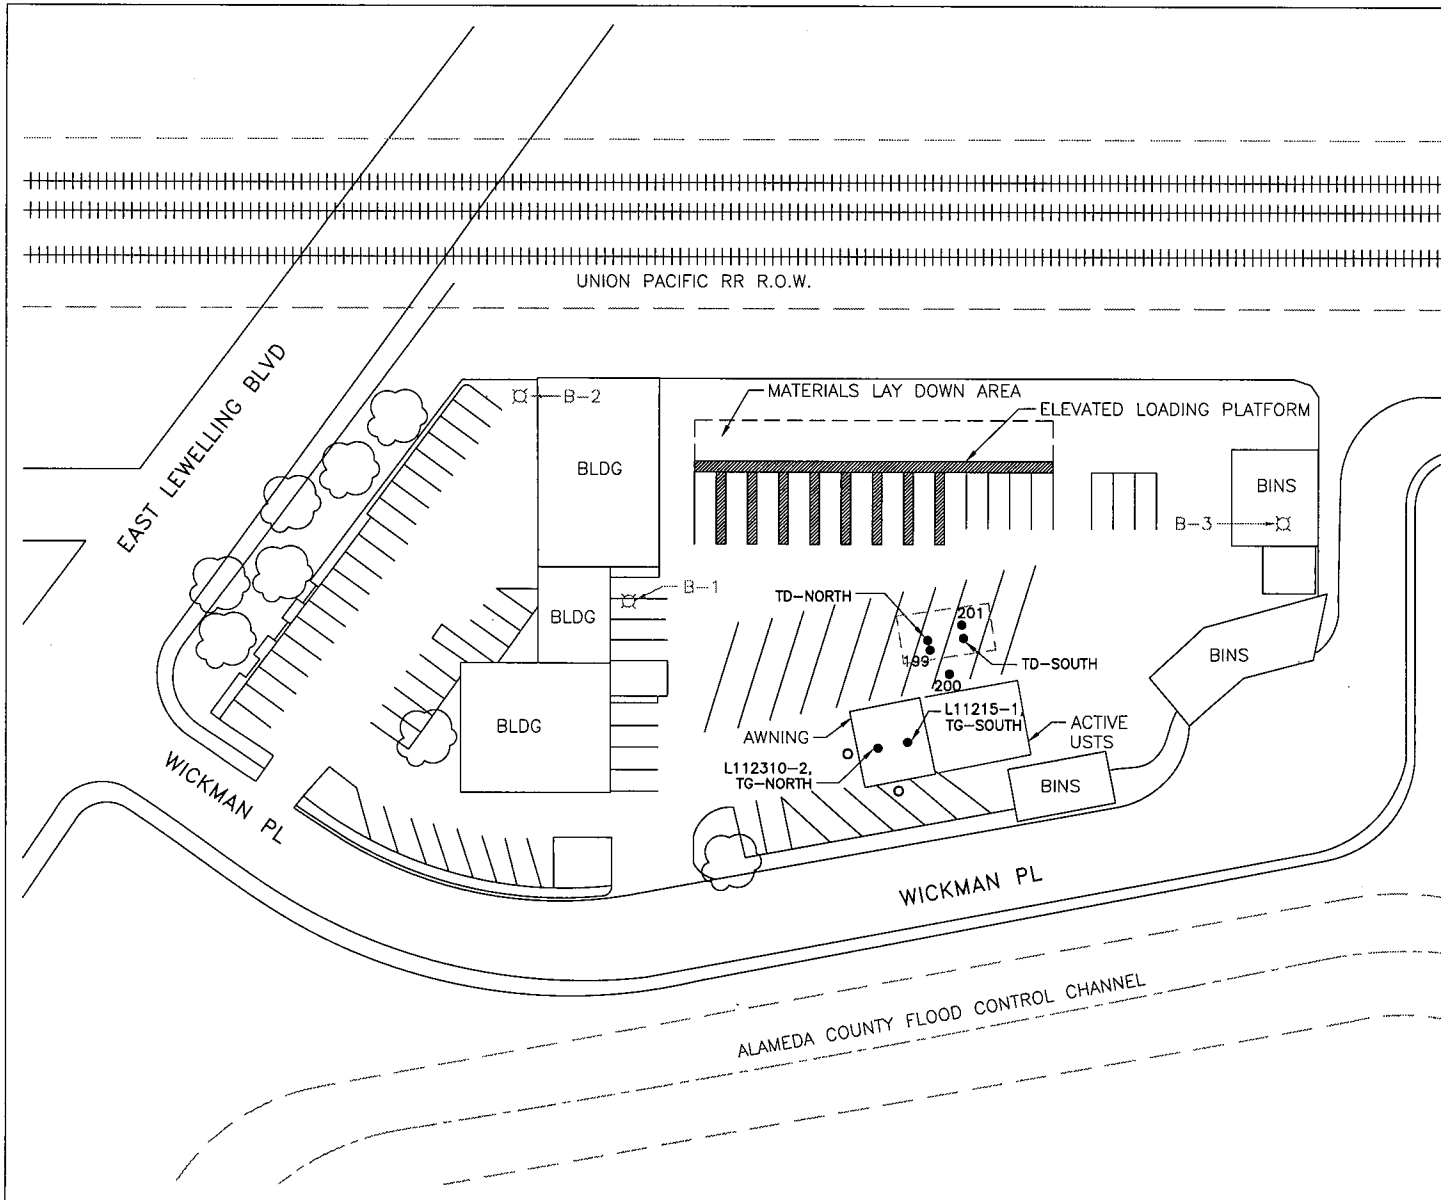 UNION PACIFIC RR R.O.W.
EAST LEWELLING BLVD
B-2
MATERIALS LAY DOWN AREA
ELEVATED LOADING PLATFORM
BLDG
BINS
B-3
B-1
BLDG
TD-NORTH
201
199
TD-SOUTH
200
BINS
BLDG
AWNING
L11215-1,
TG-SOUTH
ACTIVE
USTS
L112310-2,
TG-NORTH
BINS
WICKMAN PL
WICKMAN PL
ALAMEDA COUNTY FLOOD CONTROL CHANNEL